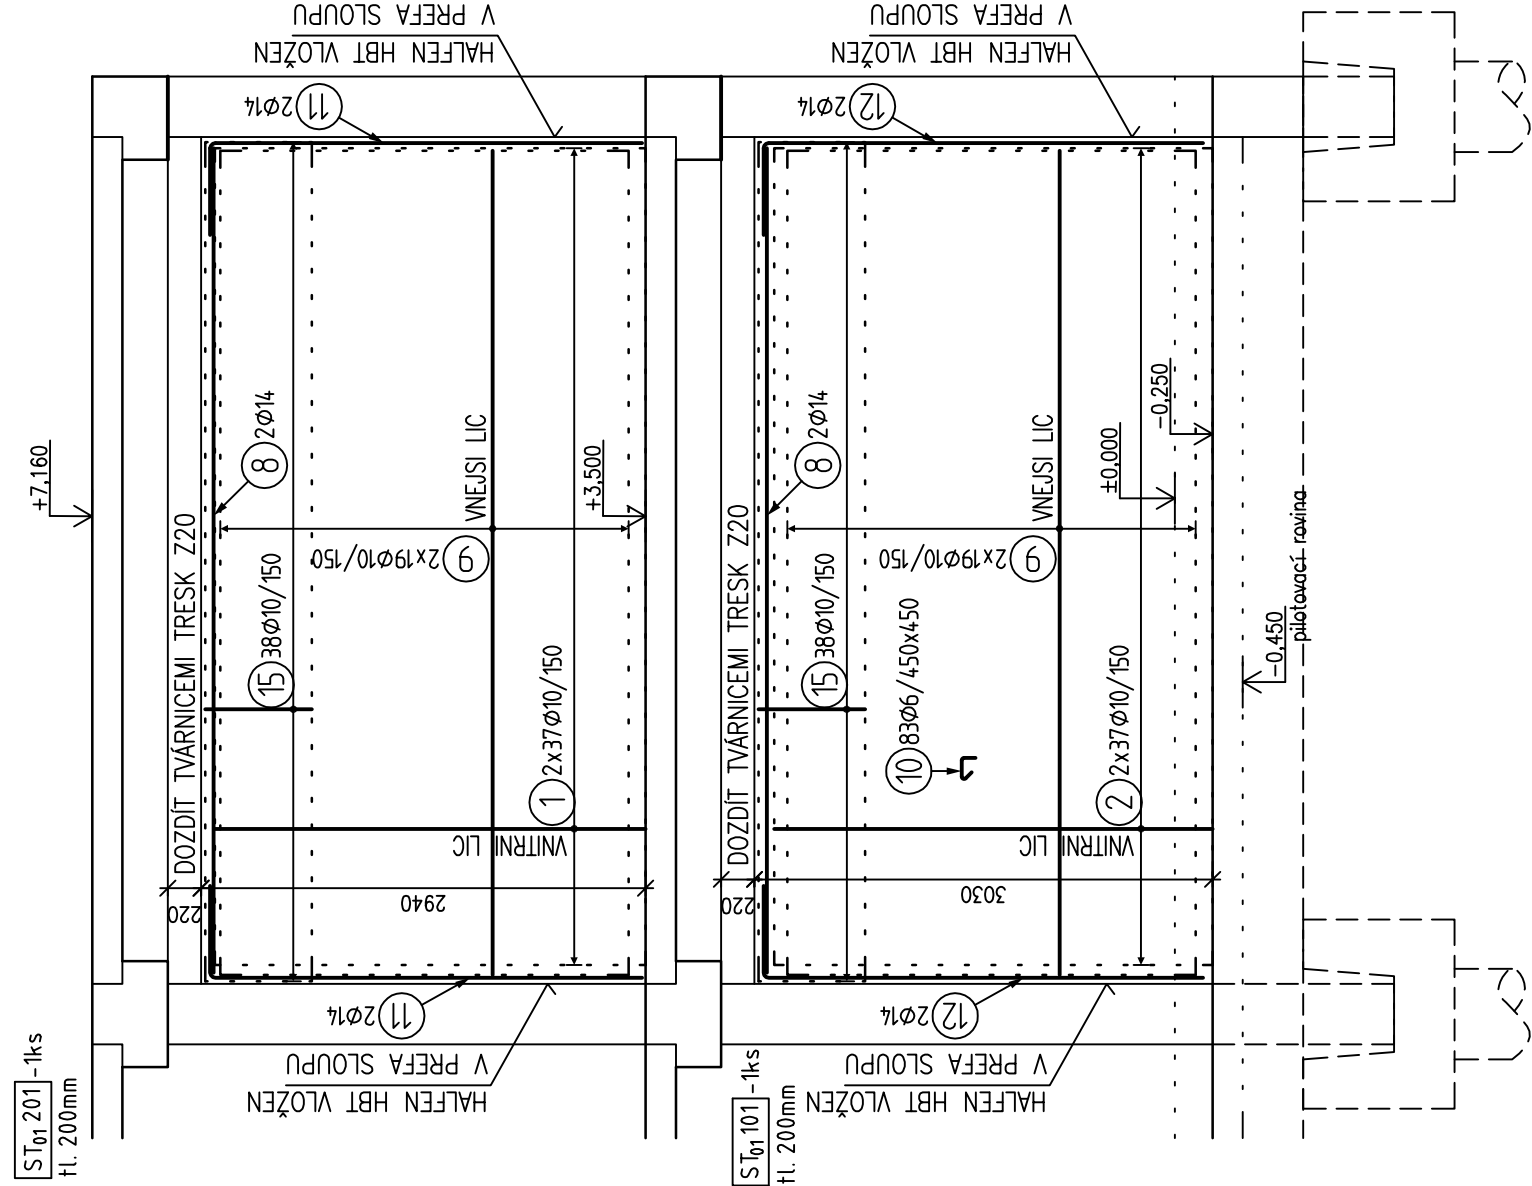 ST01 201 -1ks
tl. 200mm
+7,160
DOZDÍT TVÁRNICEMI TRESK Z20
220
2940
HALFEN HBT VLOŽEN
V PREFA SLOUPU
11 2Ø14
8 2Ø14
15 38Ø10/150
9 2x19Ø10/150
VNEJSI LIC
1 2x37Ø10/150
VNITRNI LIC
+3,500
11 2Ø14
HALFEN HBT VLOŽEN
V PREFA SLOUPU
ST01 101 -1ks
tl. 200mm
DOZDÍT TVÁRNICEMI TRESK Z20
220
3030
HALFEN HBT VLOŽEN
V PREFA SLOUPU
12 2Ø14
8 2Ø14
15 38Ø10/150
10 83Ø6/450x450
9 2x19Ø10/150
VNEJSI LIC
2 2x37Ø10/150
VNITRNI LIC
±0,000
-0,250
-0,450
pilotovací rovina
12 2Ø14
HALFEN HBT VLOŽEN
V PREFA SLOUPU